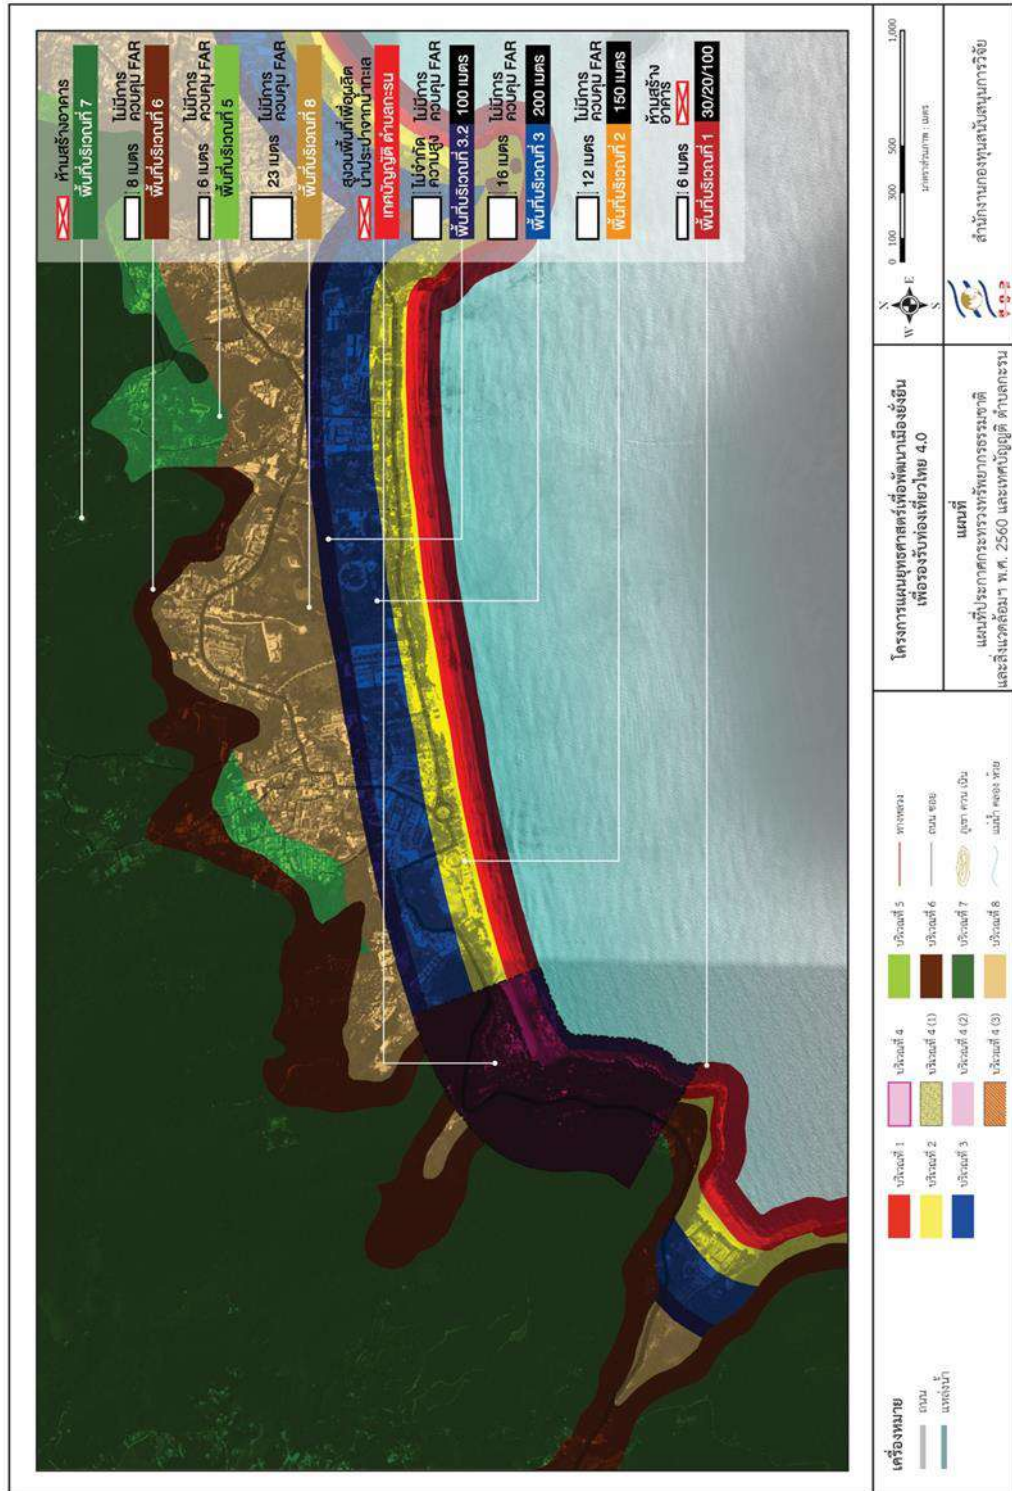 ห้ามสร้างอาคาร
พื้นที่บริเวณที่ 7
8 เมตร
ไม่มีการ
ควบคุม FAR
พื้นที่บริเวณที่ 6
6 เมตร
ไม่มีการ
ควบคุม FAR
พื้นที่บริเวณที่ 5
23 เมตร
ไม่มีการ
ควบคุม FAR
พื้นที่บริเวณที่ 8
สงวนพื้นที่เพื่อผลิต
น้ำประปาจากน้ำทะเล
เทศบัญญัติ ตำบลกะรน
ไม่จำกัด
ความสูง
ไม่มีการ
ควบคุม FAR
พื้นที่บริเวณที่ 3.2 100 เมตร
16 เมตร
ไม่มีการ
ควบคุม FAR
พื้นที่บริเวณที่ 3 200 เมตร
12 เมตร
ไม่มีการ
ควบคุม FAR
พื้นที่บริเวณที่ 2 150 เมตร
6 เมตร
ห้ามสร้าง
อาคาร
พื้นที่บริเวณที่ 1 30/20/100
เครื่องหมาย
ถนน
แหล่งน้ำ
บริเวณที่ 1
บริเวณที่ 2
บริเวณที่ 3
บริเวณที่ 4
บริเวณที่ 4 (1)
บริเวณที่ 4 (2)
บริเวณที่ 4 (3)
บริเวณที่ 5
บริเวณที่ 6
บริเวณที่ 7
บริเวณที่ 8
ทางหลวง
ถนน ซอย
ภูเขา ควน เนิน
แม่น้ำ คลอง ห้วย
โครงการแผนยุทธศาสตร์เพื่อพัฒนาเมืองยั่งยืน
เพื่อรองรับท่องเที่ยวไทย 4.0
แผนที่
แผนที่ประกาศกระทรวงทรัพยากรธรรมชาติ
และสิ่งแวดล้อมฯ พ.ศ. 2560 และเทศบัญญัติ ตำบลกะรน
N
W E
S
0 100 300 500 1,000
มาตราส่วนภาพ : เมตร
สกว
สำนักงานกองทุนสนับสนุนการวิจัย